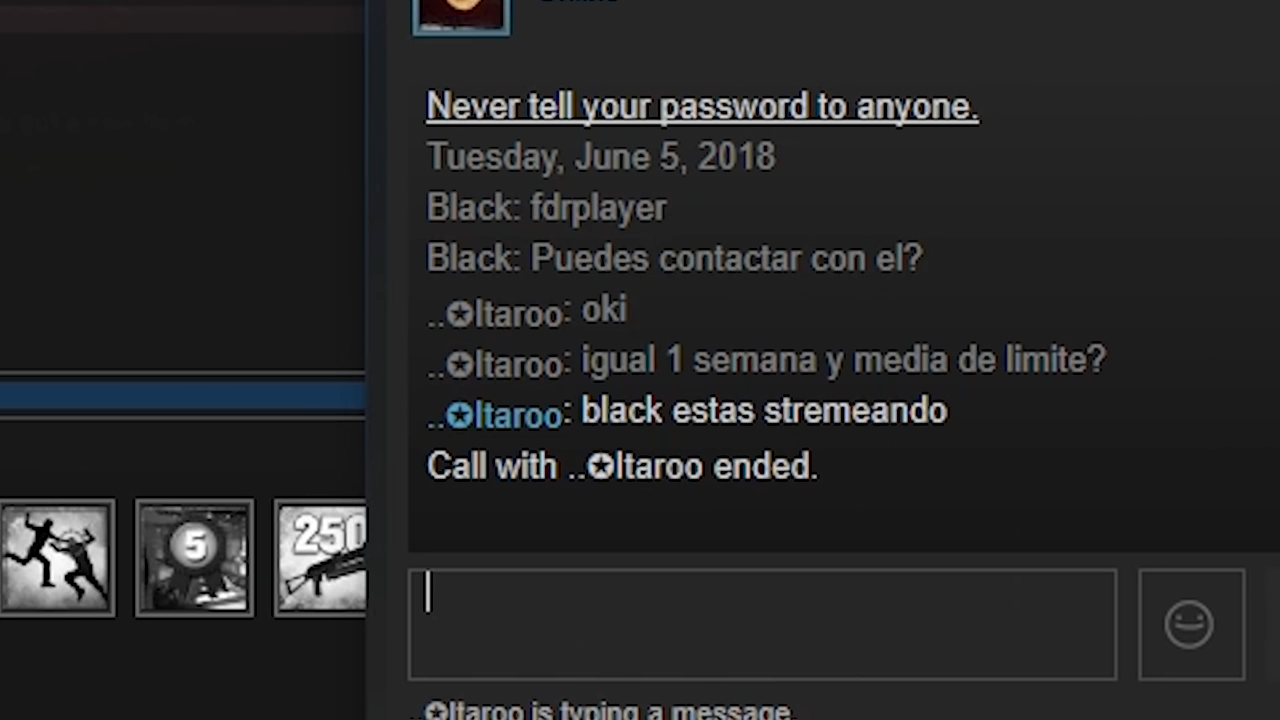 Never tell your password to anyone.
Tuesday, June 5, 2018
Black: fdrplayer
Black: Puedes contactar con el?
..✪ltaroo: oki
..✪ltaroo: igual 1 semana y media de limite?
..✪ltaroo: black estas stremeando
Call with ..✪ltaroo ended.
5
250
..✪ltaroo is typing a message.